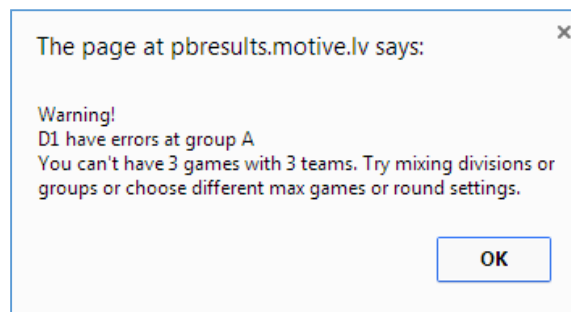 The page at pbresults.motive.lv says:
Warning!
D1 have errors at group A
You can't have 3 games with 3 teams. Try mixing divisions or
groups or choose different max games or round settings.
OK